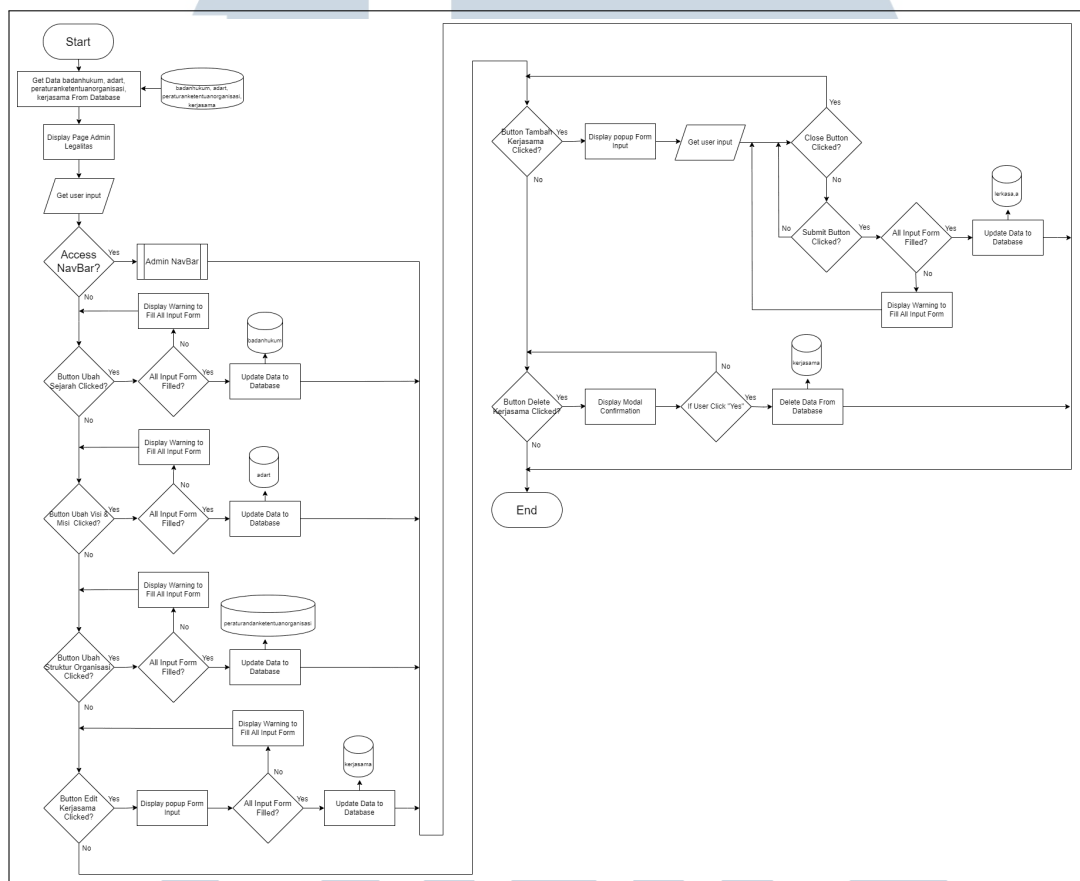 Start
Get Data badanhukum, adart,
peraturanketentuanorganisasi,
kerjasama From Database
badanhukum, adart,
peraturanketentuanorganisasi,
kerjasama
Display Page Admin
Legalitas
Get user input
Access
NavBar?
Yes
No
Admin NavBar
Display Warning to
Fill All Input Form
No
badanhukum
Button Ubah
Sejarah Clicked?
Yes
No
All Input Form
Filled?
Yes
Update Data to
Database
Display Warning to
Fill All Input Form
No
adart
Button Ubah Visi &
Misi Clicked?
Yes
No
All Input Form
Filled?
Yes
Update Data to
Database
Display Warning to
Fill All Input Form
No
peraturandanketentuanorganisasi
Button Ubah
Struktur Organisasi
Clicked?
Yes
No
All Input Form
Filled?
Yes
Update Data to
Database
Display Warning to
Fill All Input Form
No
kerjasama
Button Edit
Kerjasama
Clicked?
Yes
No
Display popup Form
Input
All Input Form
Filled?
Yes
Update Data to
Database
Button Tambah
Kerjasama
Clicked?
Yes
No
Display popup Form
Input
Get user input
Yes
Close Button
Clicked?
No
Submit Button
Clicked?
No
Yes
All Input Form
Filled?
Yes
No
lerkasa,a
Update Data to
Database
Display Warning to
Fill All Input Form
Button Delete
Kerjasama Clicked?
Yes
No
Display Modal
Confirmation
No
If User Click "Yes"
Yes
kerjasama
Delete Data From
Database
End